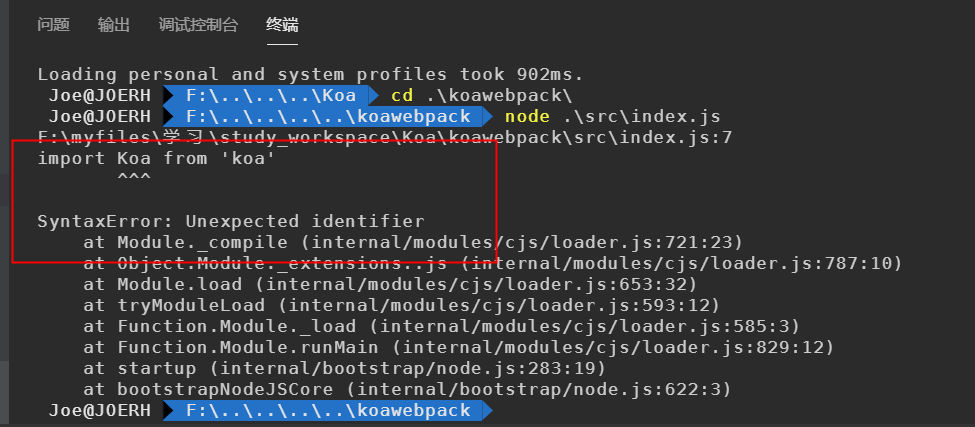 问题 输出 调试控制台 终端
Loading personal and system profiles took 902ms.
Joe@JOERH F:\..\..\..\Koa cd .\koawebpack\
Joe@JOERH F:\..\..\..\..\koawebpack node .\src\index.js
F:\myfiles\学习\study_workspace\Koa\koawebpack\src\index.js:7
import Koa from 'koa'
^^^
SyntaxError: Unexpected identifier
at Module._compile (internal/modules/cjs/loader.js:721:23)
at Object.Module._extensions..js (internal/modules/cjs/loader.js:787:10)
at Module.load (internal/modules/cjs/loader.js:653:32)
at tryModuleLoad (internal/modules/cjs/loader.js:593:12)
at Function.Module._load (internal/modules/cjs/loader.js:585:3)
at Function.Module.runMain (internal/modules/cjs/loader.js:829:12)
at startup (internal/bootstrap/node.js:283:19)
at bootstrapNodeJSCore (internal/bootstrap/node.js:622:3)
Joe@JOERH F:\..\..\..\..\koawebpack